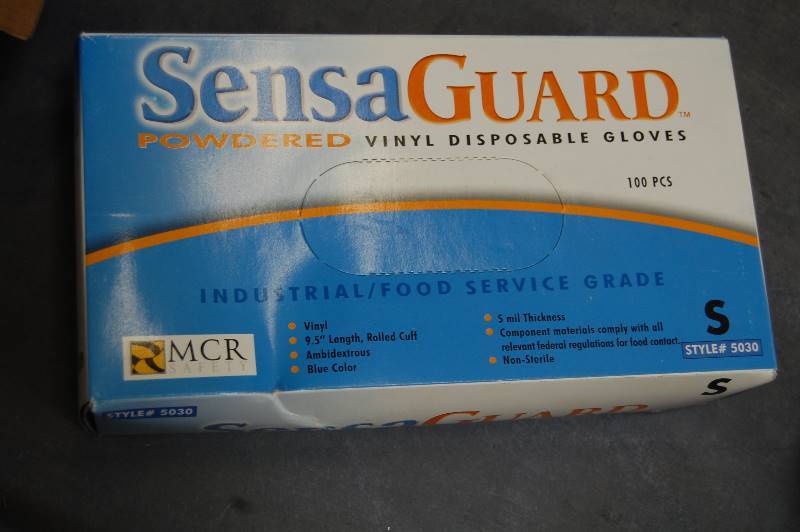 SensaGUARD™
POWDERED VINYL DISPOSABLE GLOVES
100 PCS
INDUSTRIAL/FOOD SERVICE GRADE
Vinyl
9.5" Length, Rolled Cuff
Ambidextrous
Blue Color
5 mil Thickness
Component materials comply with all
relevant federal regulations for food contact.
Non-Sterile
S
STYLE# 5030
MCR
SAFETY
STYLE# 5030
SensaGUARD
S